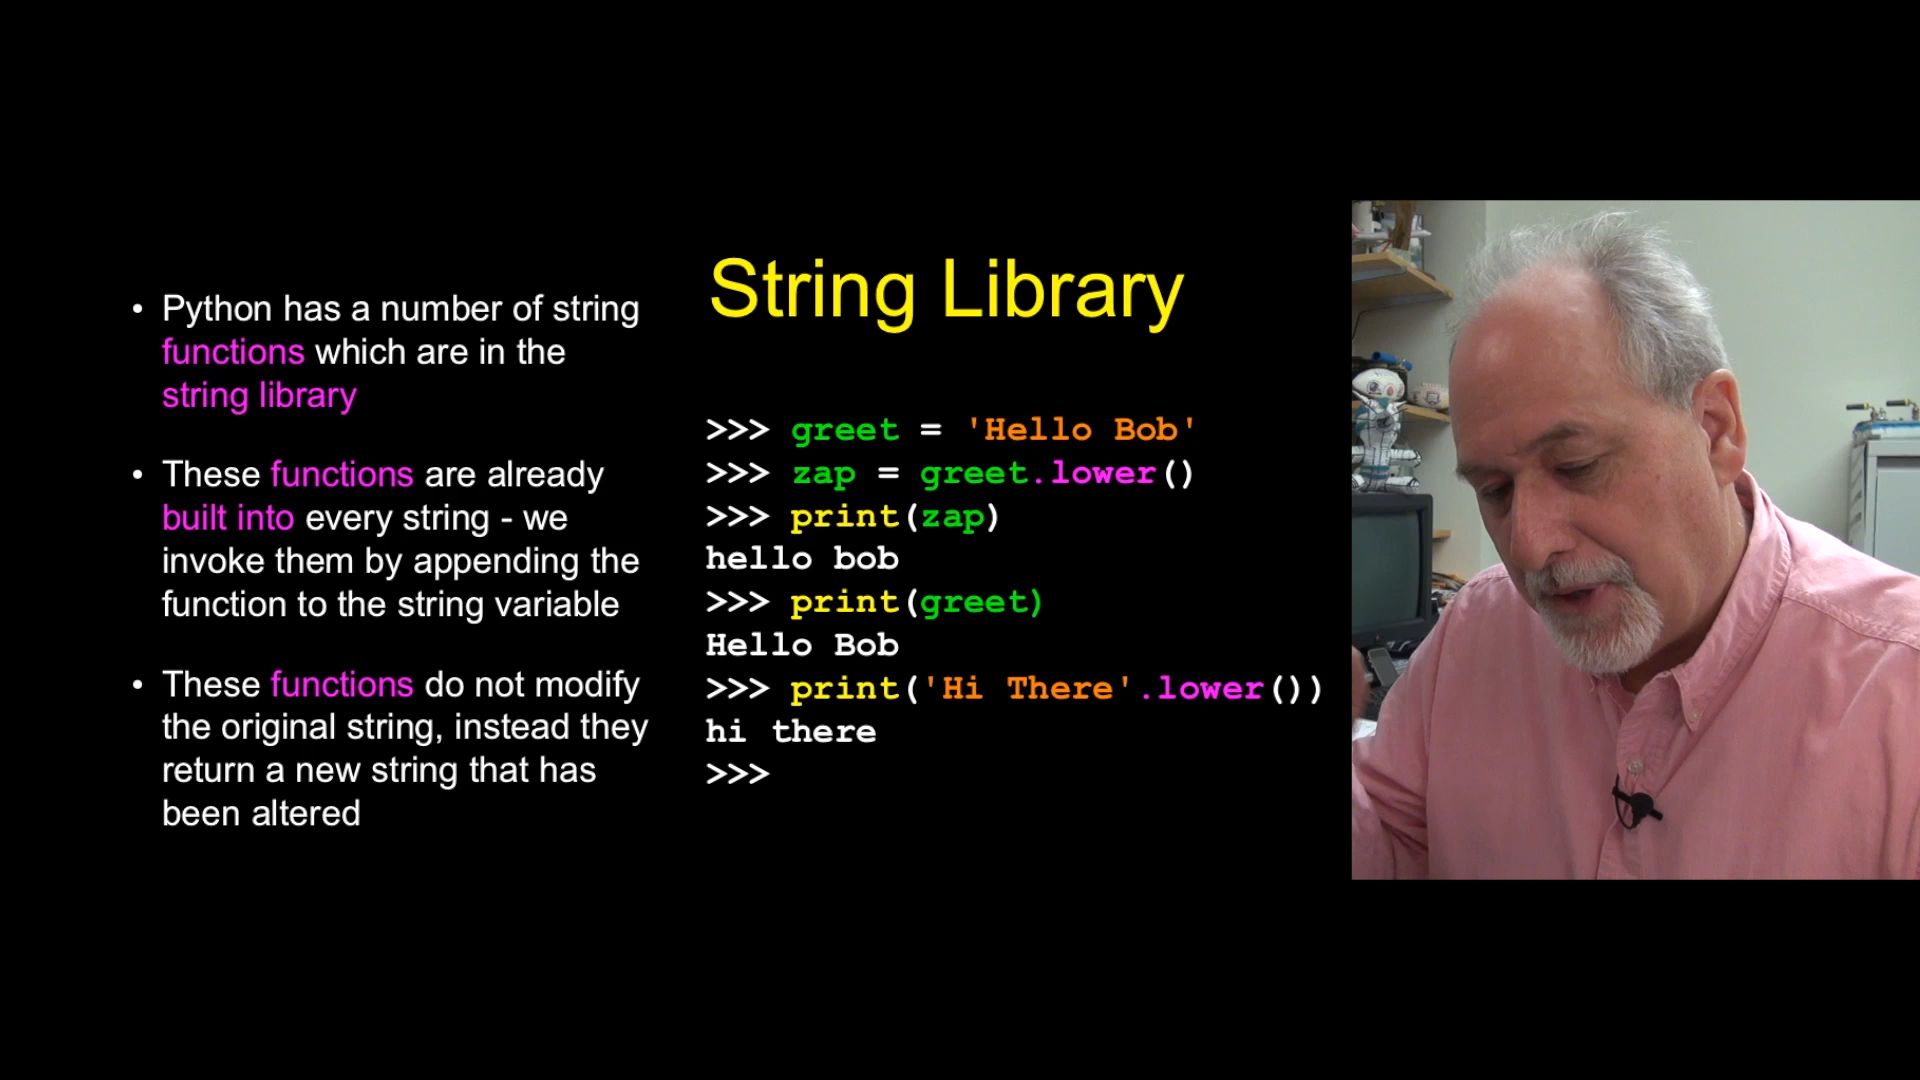 String Library
• Python has a number of string
functions which are in the
string library
• These functions are already
built into every string - we
invoke them by appending the
function to the string variable
• These functions do not modify
the original string, instead they
return a new string that has
been altered
>>> greet = 'Hello Bob'
>>> zap = greet.lower()
>>> print(zap)
hello bob
>>> print(greet)
Hello Bob
>>> print('Hi There'.lower())
hi there
>>>